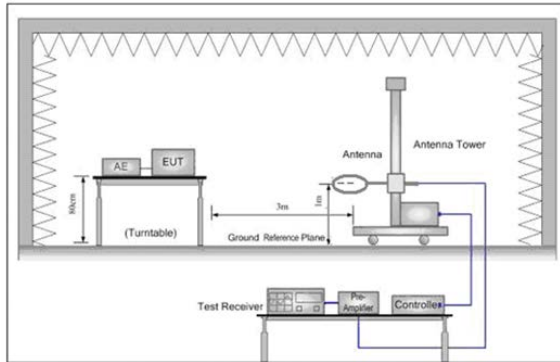 Antenna Tower
Antenna
EUT
AE
80cm
(Turntable)
3m
1m
Ground Reference Plane
Test Receiver
Pre-
Amplifier
Controller